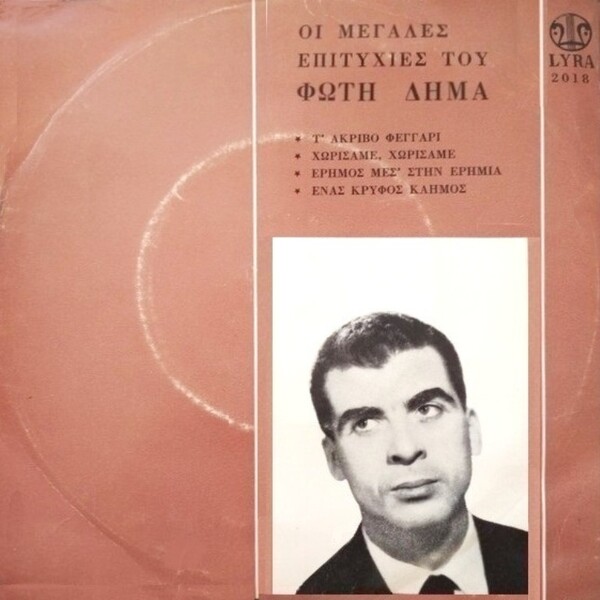 ΟΙ ΜΕΓΑΛΕΣ
ΕΠΙΤΥΧΙΕΣ ΤΟΥ
ΦΩΤΗ ΔΗΜΑ
LYRA
2018
* Τ' ΑΚΡΙΒΟ ΦΕΓΓΑΡΙ
* ΧΩΡΙΣΑΜΕ, ΧΩΡΙΣΑΜΕ
* ΕΡΗΜΟΣ ΜΕΣ' ΣΤΗΝ ΕΡΗΜΙΑ
* ΕΝΑΣ ΚΡΥΦΟΣ ΚΑΗΜΟΣ